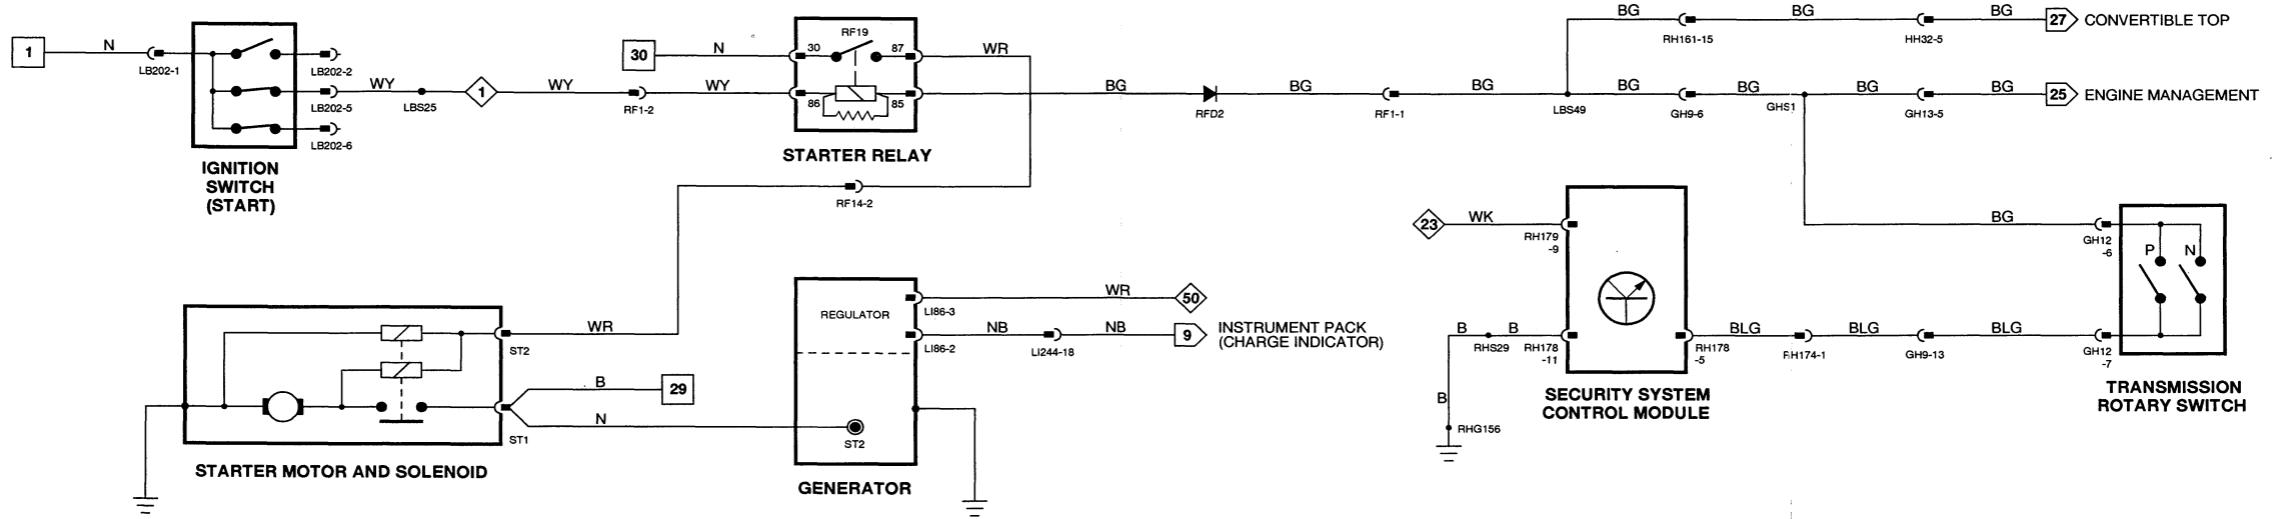 BG BG BG 27 CONVERTIBLE TOP
RH161-15 HH32-5
1 N LB202-1
LB202-2
WY LBS25 1 WY RF1-2 WY
LB202-5
LB202-6
IGNITION
SWITCH
(START)
30 N
RF19
30 87
86 85
WR
STARTER RELAY
BG RFD2 BG RF1-1 BG LBS49 BG GH9-6 BG GHS1 BG GH13-5 BG 25 ENGINE MANAGEMENT
RF14-2
23 WK
RH179
-9
BG
GH12
-6
P N
REGULATOR
WR 50
LI86-3
NB LI244-18 NB 9 INSTRUMENT PACK
(CHARGE INDICATOR)
LI86-2
WR
ST2
B 29
N
ST1
ST2
STARTER MOTOR AND SOLENOID
GENERATOR
B RHS29 B
RH178
-11
B
RHG156
RH178
-5
BLG RH174-1 BLG GH9-13 BLG
GH12
-7
SECURITY SYSTEM
CONTROL MODULE
TRANSMISSION
ROTARY SWITCH